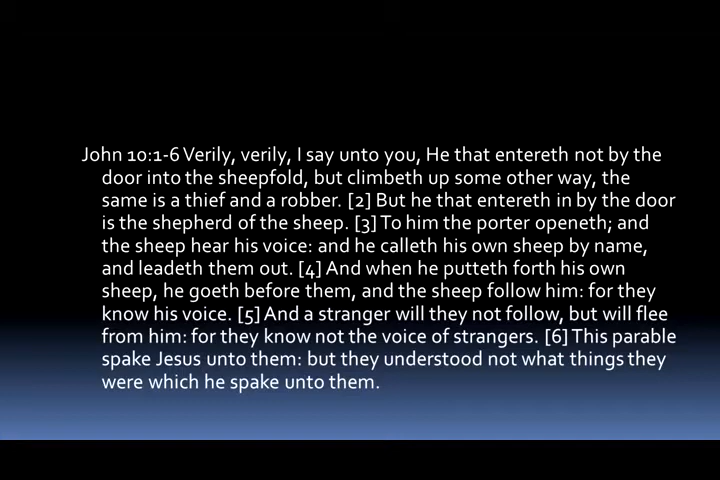 John 10:1-6 Verily, verily, I say unto you, He that entereth not by the
door into the sheepfold, but climbeth up some other way, the
same is a thief and a robber. [2] But he that entereth in by the door
is the shepherd of the sheep. [3] To him the porter openeth; and
the sheep hear his voice: and he calleth his own sheep by name,
and leadeth them out. [4] And when he putteth forth his own
sheep, he goeth before them, and the sheep follow him: for they
know his voice. [5] And a stranger will they not follow, but will flee
from him: for they know not the voice of strangers. [6] This parable
spake Jesus unto them: but they understood not what things they
were which he spake unto them.